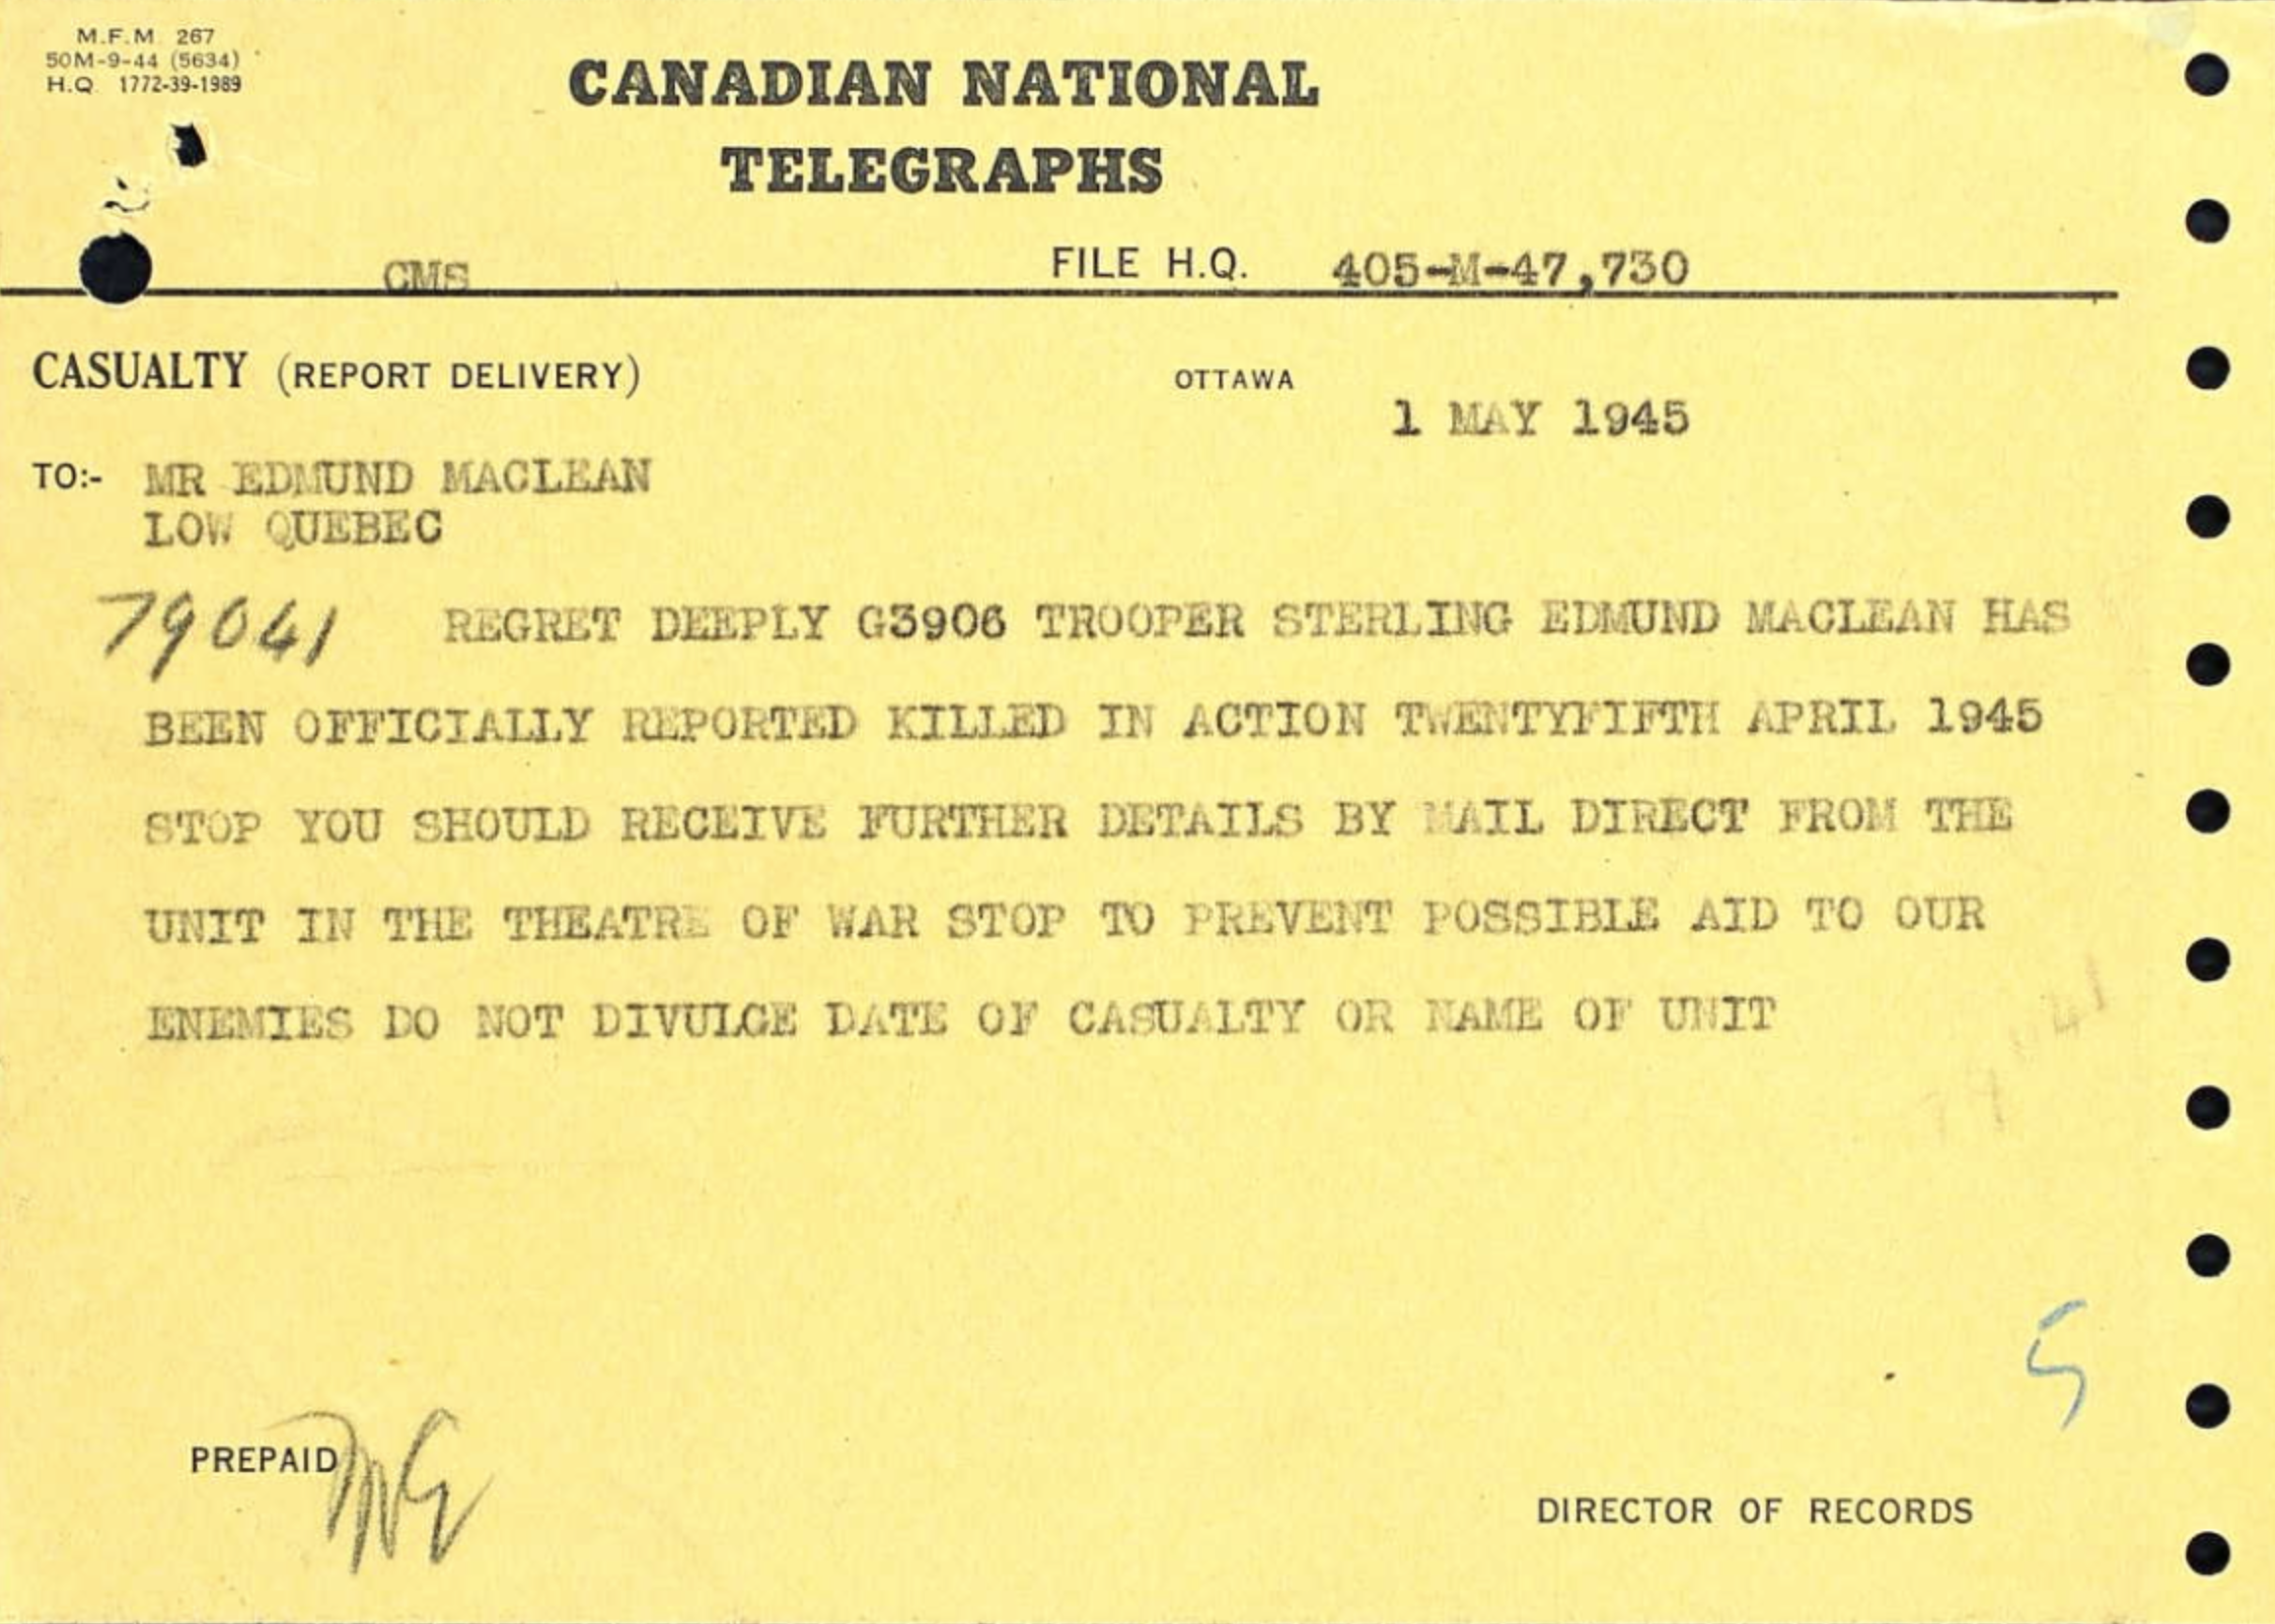 M.F.M. 267
50M-9-44 (5634)
H.Q. 1772-39-1989
CANADIAN NATIONAL
TELEGRAPHS
CMS FILE H.Q. 405-M-47,730
CASUALTY (REPORT DELIVERY) OTTAWA
1 MAY 1945
TO:- MR EDMUND MACLEAN
LOW QUEBEC
79041 REGRET DEEPLY G3906 TROOPER STERLING EDMUND MACLEAN HAS
BEEN OFFICIALLY REPORTED KILLED IN ACTION TWENTYFIFTH APRIL 1945
STOP YOU SHOULD RECEIVE FURTHER DETAILS BY MAIL DIRECT FROM THE
UNIT IN THE THEATRE OF WAR STOP TO PREVENT POSSIBLE AID TO OUR
ENEMIES DO NOT DIVULGE DATE OF CASUALTY OR NAME OF UNIT
5
PREPAID
DIRECTOR OF RECORDS